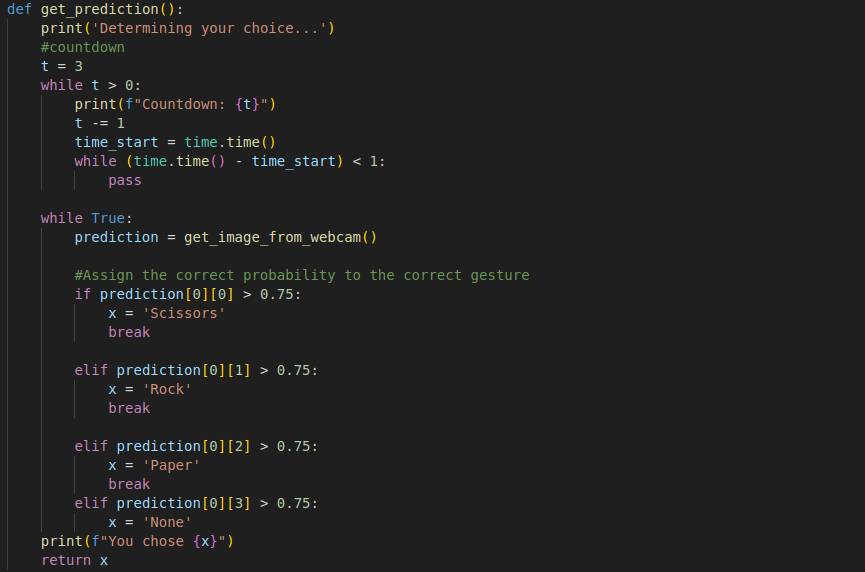 def get_prediction():
    print('Determining your choice...')
    #countdown
    t = 3
    while t > 0:
        print(f"Countdown: {t}")
        t -= 1
        time_start = time.time()
        while (time.time() - time_start) < 1:
            pass

    while True:
        prediction = get_image_from_webcam()

        #Assign the correct probability to the correct gesture
        if prediction[0][0] > 0.75:
            x = 'Scissors'
            break

        elif prediction[0][1] > 0.75:
            x = 'Rock'
            break

        elif prediction[0][2] > 0.75:
            x = 'Paper'
            break
        elif prediction[0][3] > 0.75:
            x = 'None'
    print(f"You chose {x}")
    return x